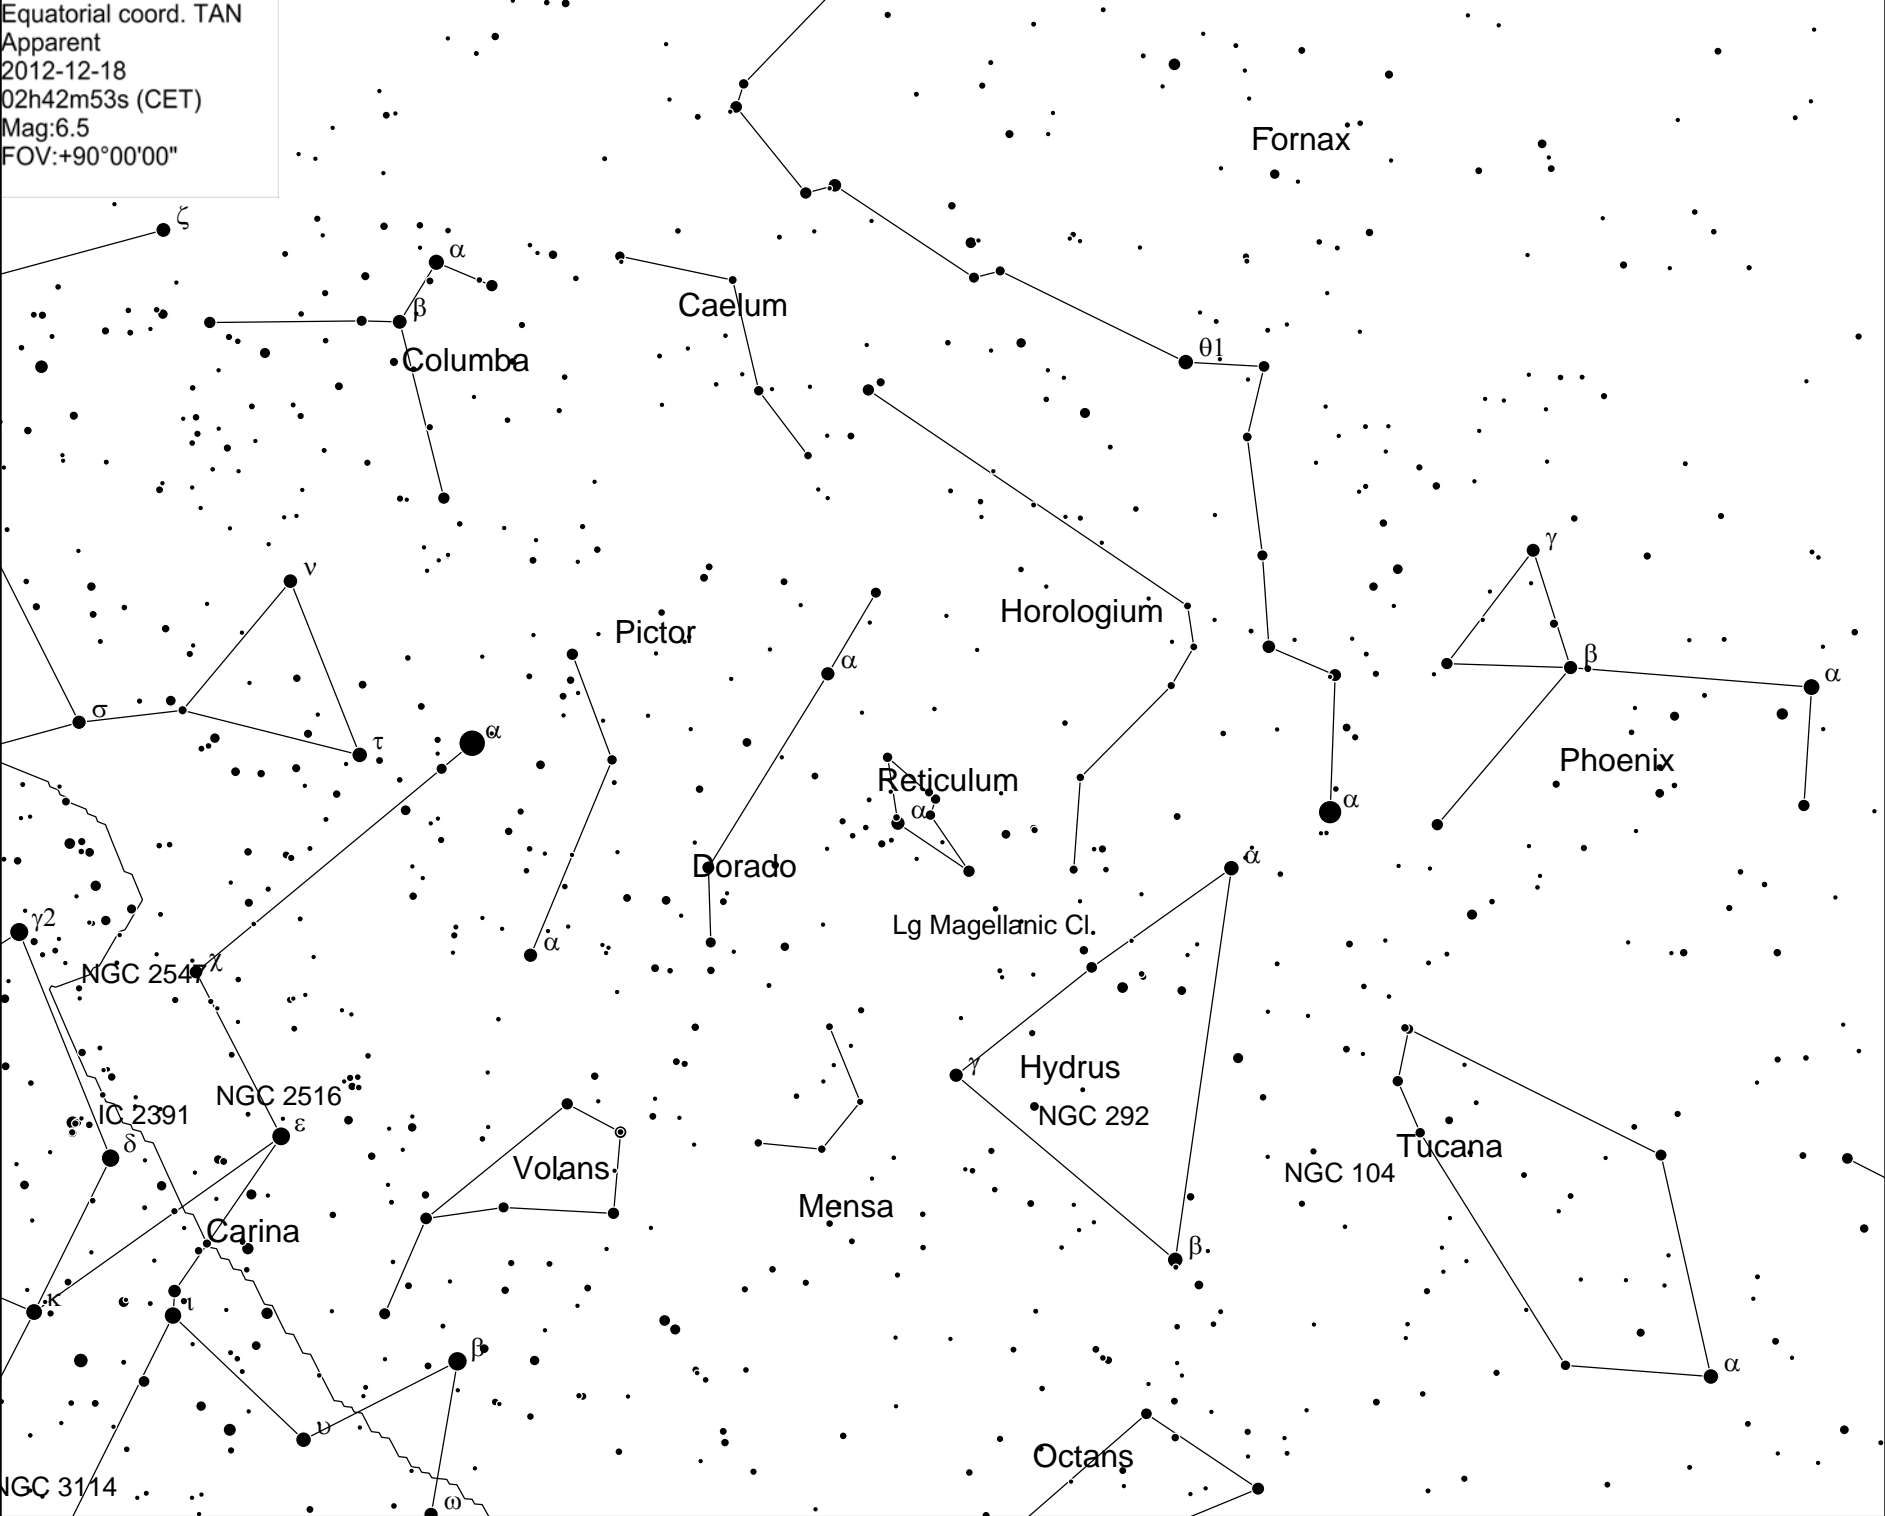 Equatorial coord. TAN
Apparent
2012-12-18
02h42m53s (CET)
Mag:6.5
FOV:+90°00'00"
Fornax
ζ
α
Caelum
β
Columba
θ1
γ
ν
Horologium
Pictor
β
α
α
σ
τ
α
Phoenix
Reticulum
α
α
Dorado
α
γ2
Lg Magellanic Cl.
α
NGC 2547
χ
Hydrus
γ
NGC 2516
IC 2391
NGC 292
ε
δ
Tucana
Volans
NGC 104
Mensa
Carina
β
κ
ι
β
α
υ
Octans
NGC 3114
ω